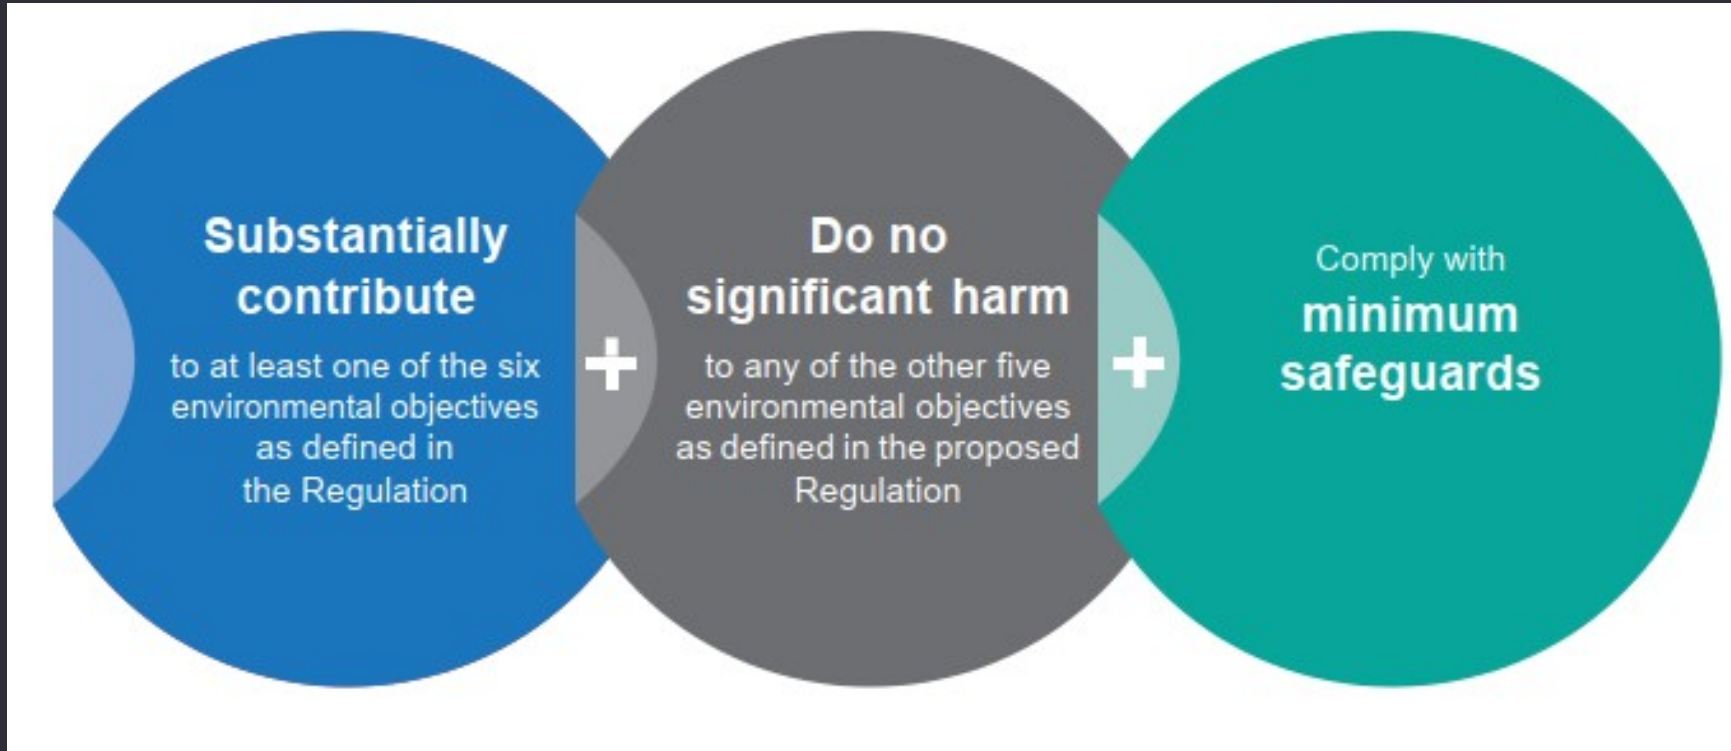 Substantially
contribute
to at least one of the six
environmental objectives
as defined in
the Regulation
+
Do no
significant harm
to any of the other five
environmental objectives
as defined in the proposed
Regulation
+
Comply with
minimum
safeguards